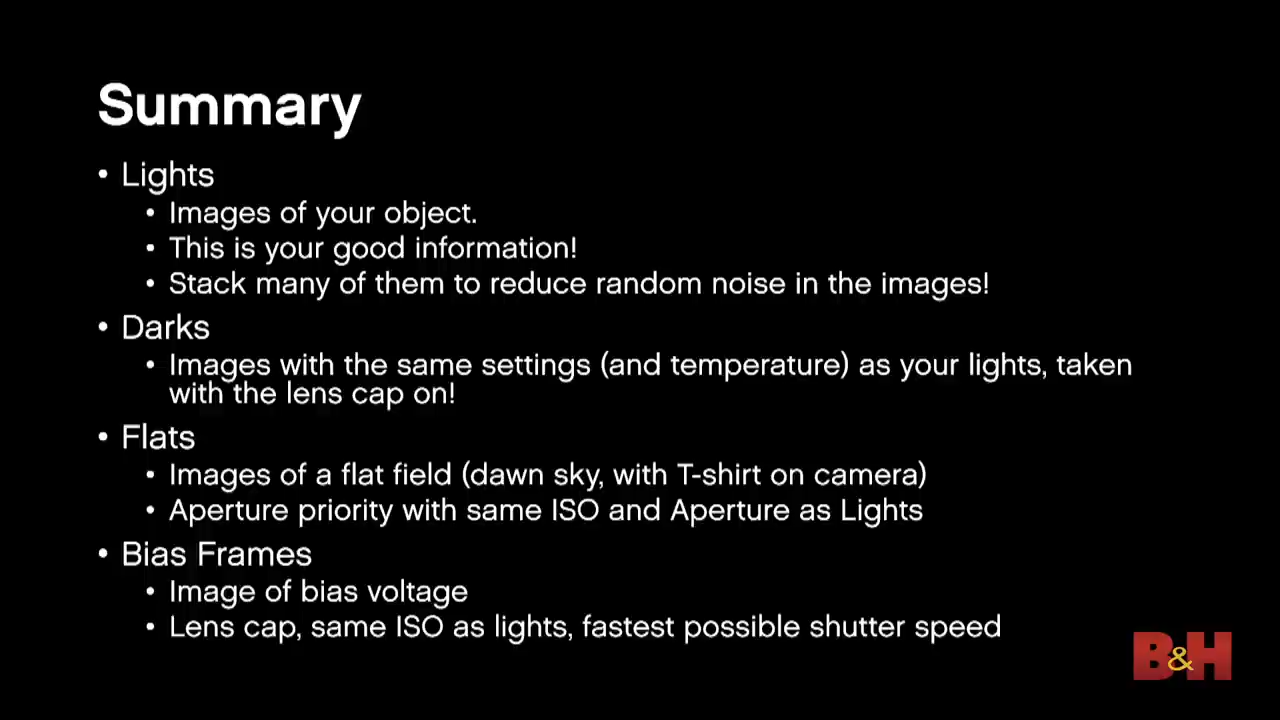 Summary
• Lights
• Images of your object.
• This is your good information!
• Stack many of them to reduce random noise in the images!
• Darks
• Images with the same settings (and temperature) as your lights, taken
with the lens cap on!
• Flats
• Images of a flat field (dawn sky, with T-shirt on camera)
• Aperture priority with same ISO and Aperture as Lights
• Bias Frames
• Image of bias voltage
• Lens cap, same ISO as lights, fastest possible shutter speed
B&H